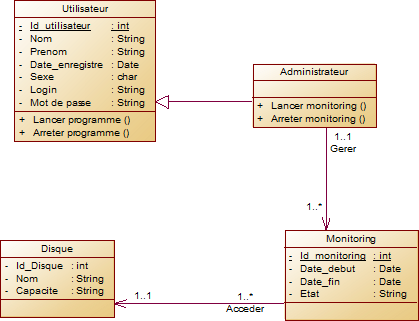 Utilisateur
- Id_utilisateur : int
- Nom : String
- Prenom : String
- Date_enregistre : Date
- Sexe : char
- Login : String
- Mot de passe : String
+ Lancer programme ()
+ Arreter programme ()
Administrateur
+ Lancer monitoring ()
+ Arreter monitoring ()
1..1
Gerer
1..*
Monitoring
- Id_monitoring : int
- Date_debut : Date
- Date_fin : Date
- Etat : String
Disque
- Id_Disque : int
- Nom : String
- Capacite : String
1..1
1..*
Acceder